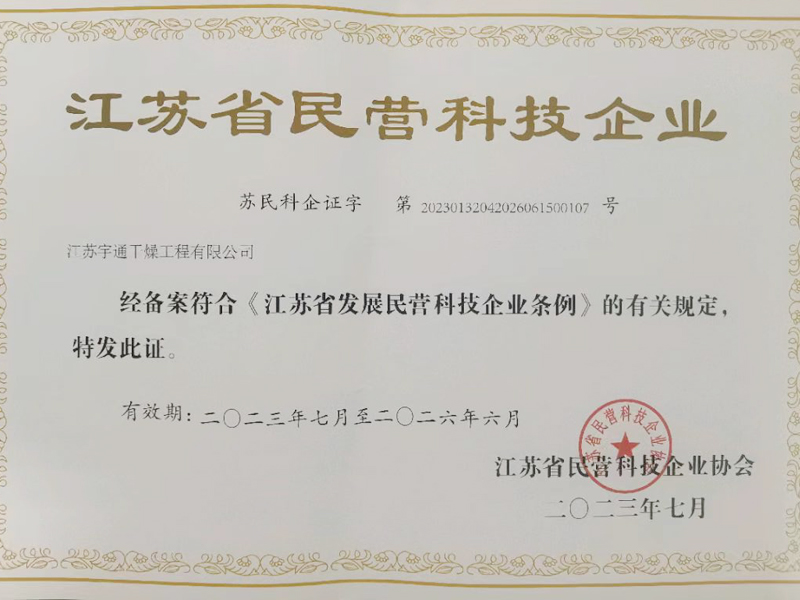 江苏省民营科技企业
苏民科企证字 第 20230132042026061500107 号
江苏宇通干燥工程有限公司
经备案符合《江苏省发展民营科技企业条例》的有关规定，
特发此证。
有效期：二〇二三年七月至二〇二六年六月
江苏省民营科技企业协会
二〇二三年七月